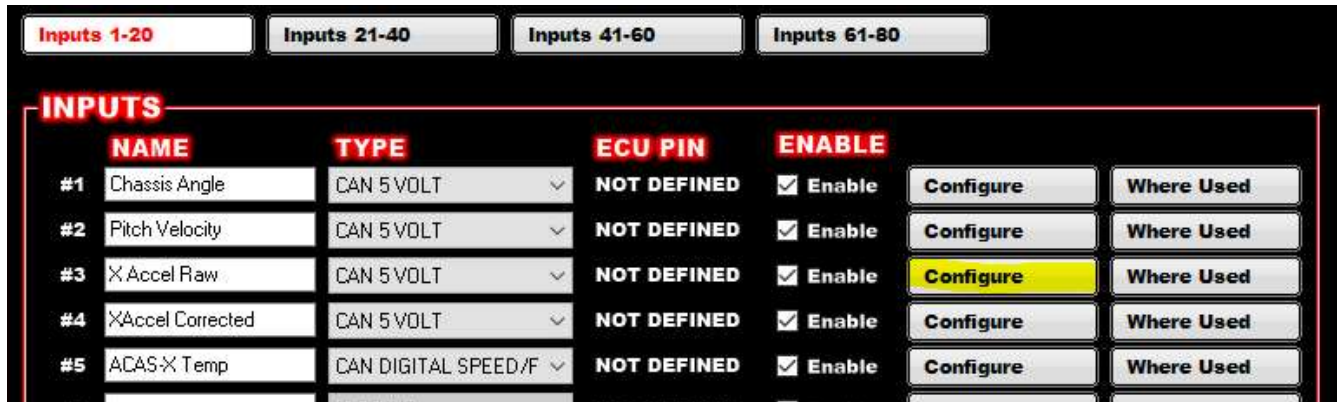 Inputs 1-20 Inputs 21-40 Inputs 41-60 Inputs 61-80
INPUTS
NAME TYPE ECU PIN ENABLE
#1 Chassis Angle CAN 5 VOLT NOT DEFINED Enable Configure Where Used
#2 Pitch Velocity CAN 5 VOLT NOT DEFINED Enable Configure Where Used
#3 X Accel Raw CAN 5 VOLT NOT DEFINED Enable Configure Where Used
#4 XAccel Corrected CAN 5 VOLT NOT DEFINED Enable Configure Where Used
#5 ACAS-X Temp CAN DIGITAL SPEED/F NOT DEFINED Enable Configure Where Used